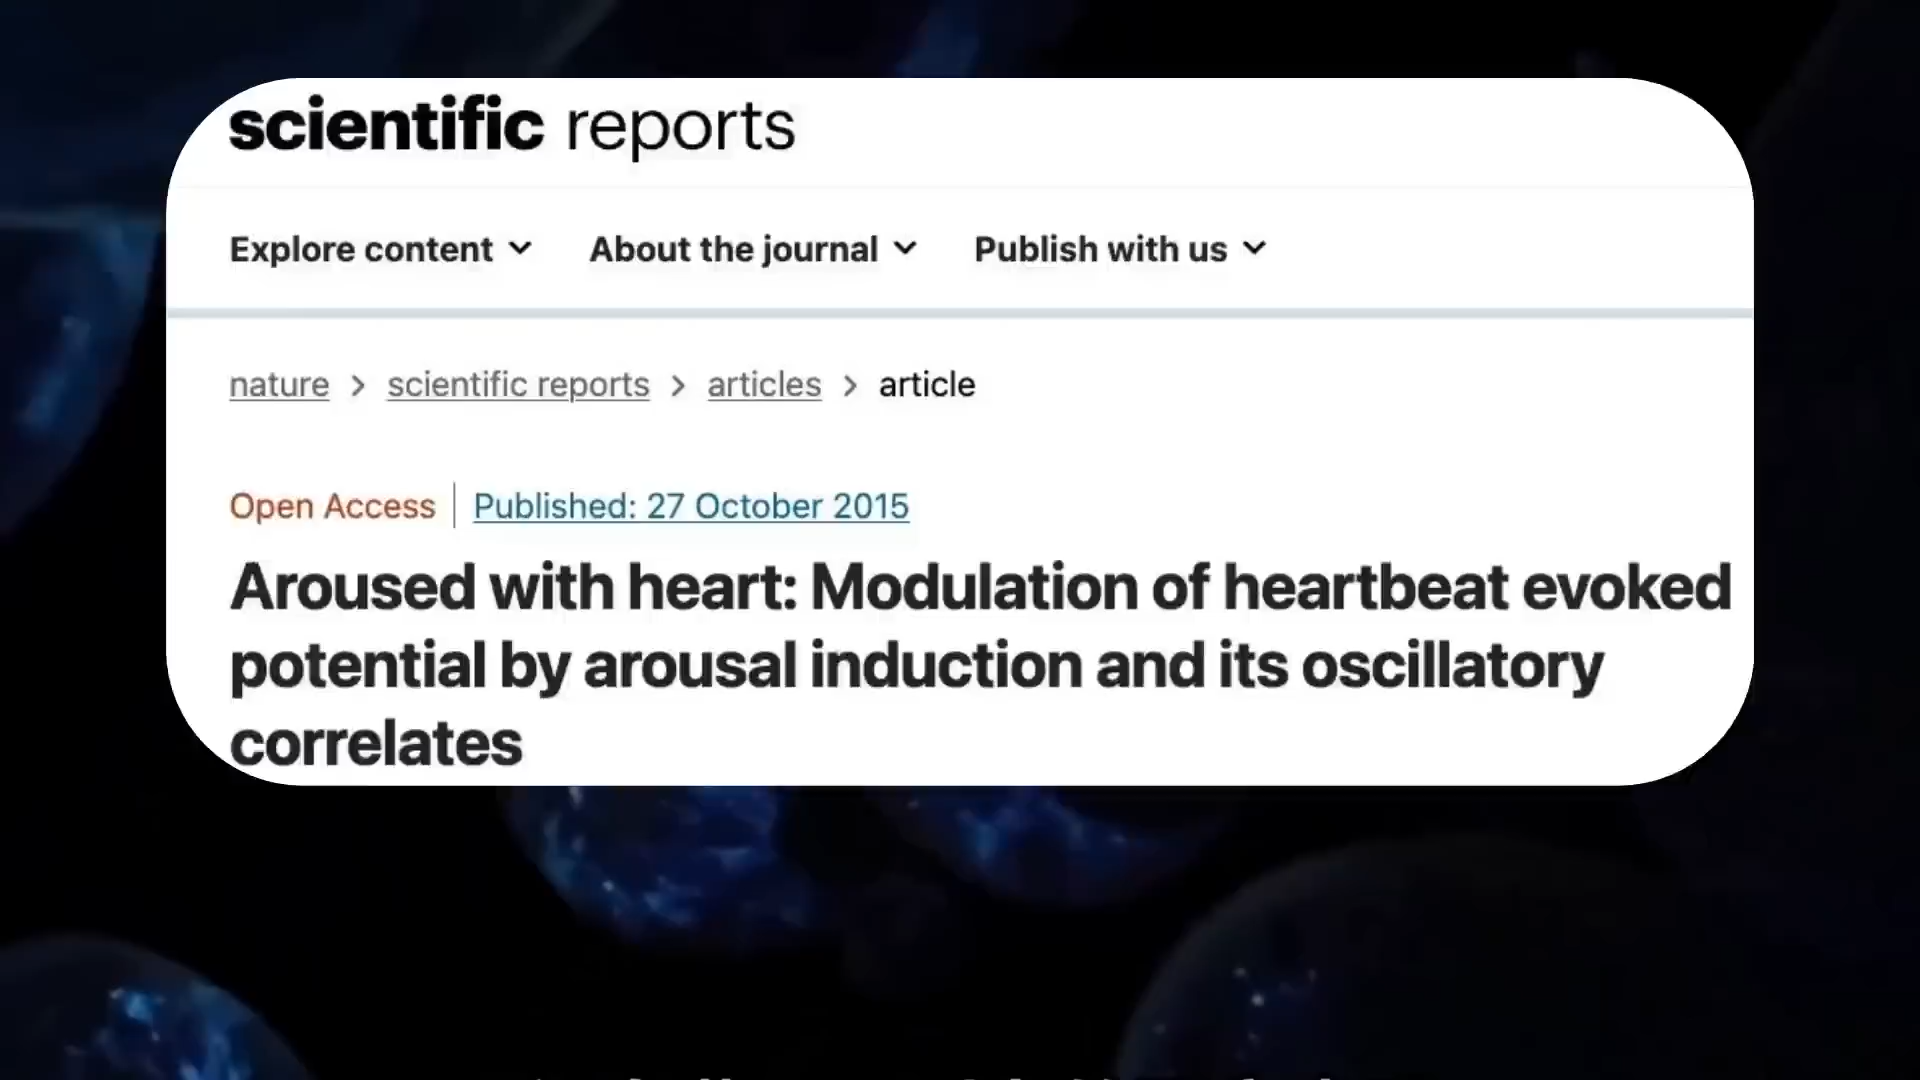 scientific reports
Explore content About the journal Publish with us
nature > scientific reports > articles > article
Open Access | Published: 27 October 2015
Aroused with heart: Modulation of heartbeat evoked
potential by arousal induction and its oscillatory
correlates